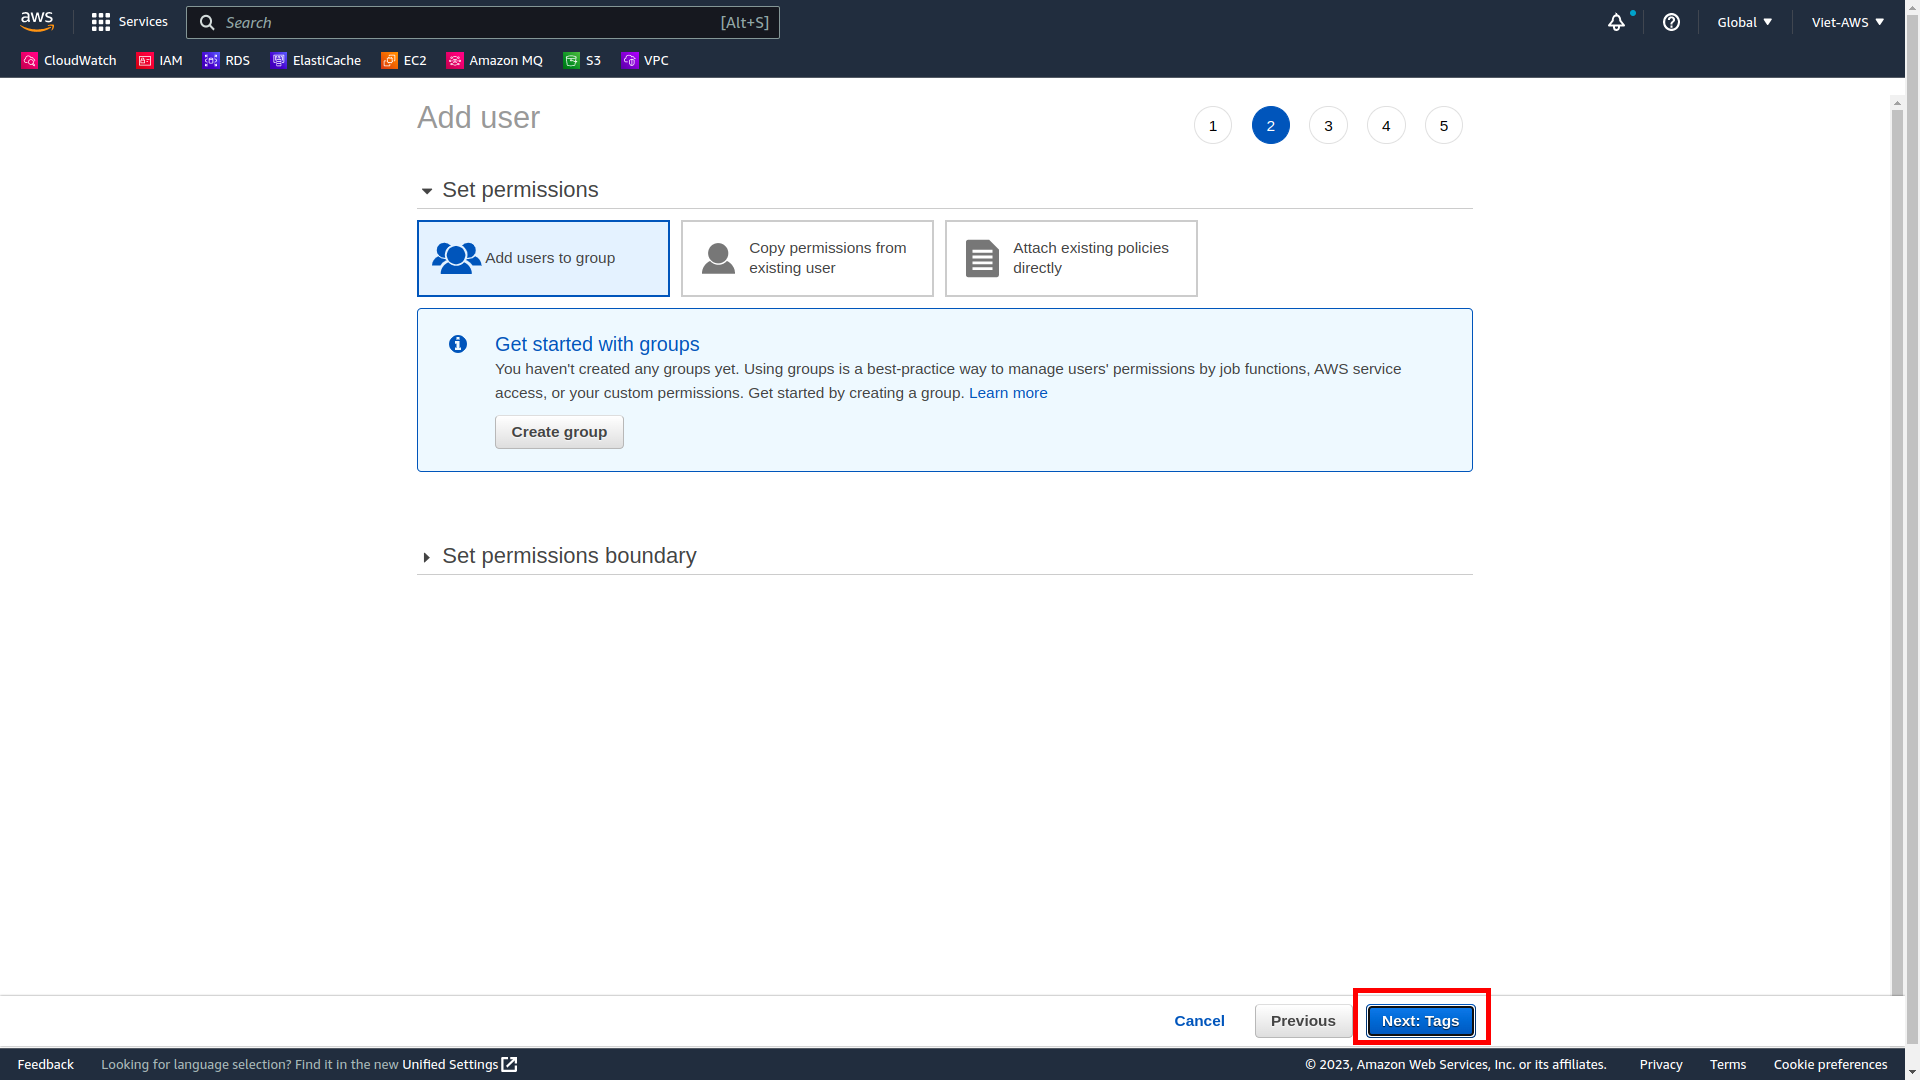 aws
Services
Search
[Alt+S]
Global
Viet-AWS
CloudWatch
IAM
RDS
ElastiCache
EC2
Amazon MQ
S3
VPC
Add user
1
2
3
4
5
Set permissions
Add users to group
Copy permissions from
existing user
Attach existing policies
directly
Get started with groups
You haven't created any groups yet. Using groups is a best-practice way to manage users' permissions by job functions, AWS service
access, or your custom permissions. Get started by creating a group. Learn more
Create group
Set permissions boundary
Cancel
Previous
Next: Tags
Feedback
Looking for language selection? Find it in the new Unified Settings
© 2023, Amazon Web Services, Inc. or its affiliates.
Privacy
Terms
Cookie preferences